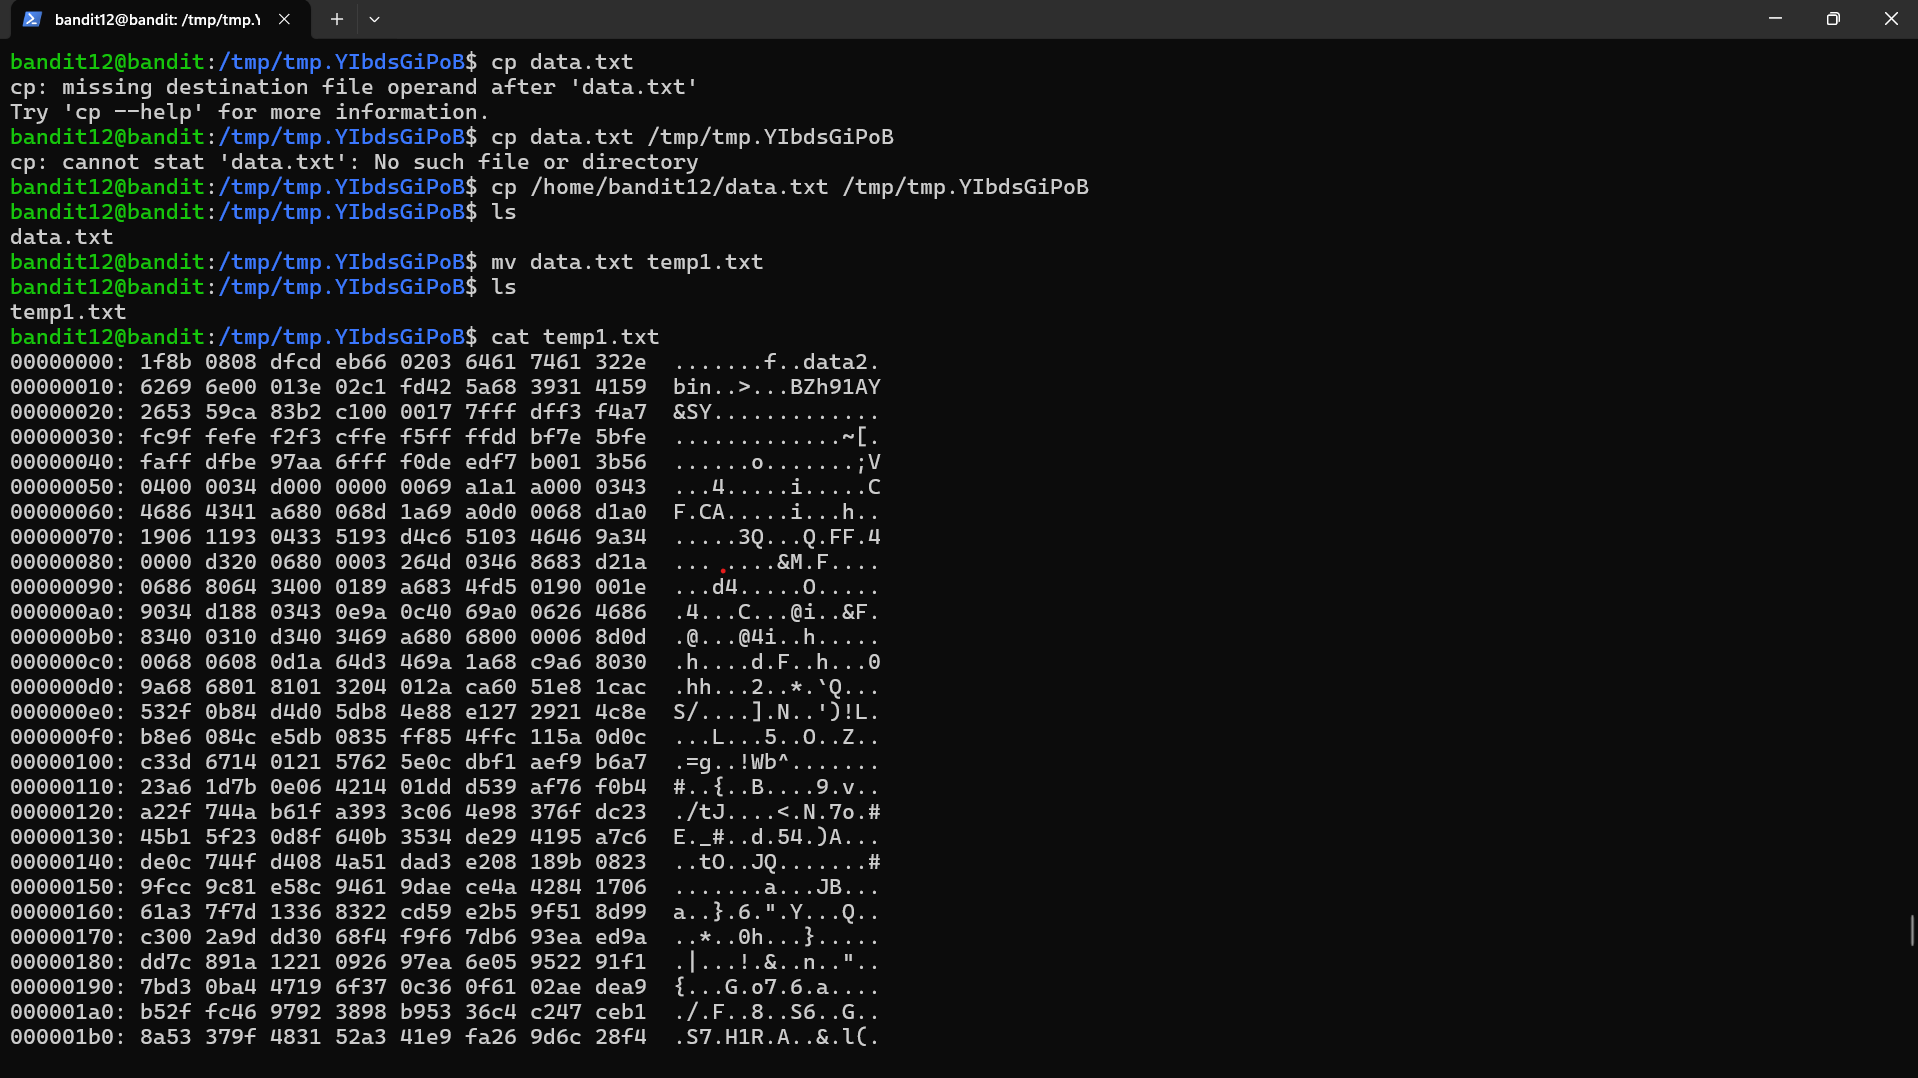 bandit12@bandit: /tmp/tmp.Y
bandit12@bandit:/tmp/tmp.YIbdsGiPoB$ cp data.txt
cp: missing destination file operand after 'data.txt'
Try 'cp --help' for more information.
bandit12@bandit:/tmp/tmp.YIbdsGiPoB$ cp data.txt /tmp/tmp.YIbdsGiPoB
cp: cannot stat 'data.txt': No such file or directory
bandit12@bandit:/tmp/tmp.YIbdsGiPoB$ cp /home/bandit12/data.txt /tmp/tmp.YIbdsGiPoB
bandit12@bandit:/tmp/tmp.YIbdsGiPoB$ ls
data.txt
bandit12@bandit:/tmp/tmp.YIbdsGiPoB$ mv data.txt temp1.txt
bandit12@bandit:/tmp/tmp.YIbdsGiPoB$ ls
temp1.txt
bandit12@bandit:/tmp/tmp.YIbdsGiPoB$ cat temp1.txt
00000000: 1f8b 0808 dfcd eb66 0203 6461 7461 322e  .......f..data2.
00000010: 6269 6e00 013e 02c1 fd42 5a68 3931 4159  bin..>...BZh91AY
00000020: 2653 59ca 83b2 c100 0017 7fff dff3 f4a7  &SY.............
00000030: fc9f fefe f2f3 cffe f5ff ffdd bf7e 5bfe  .............~[.
00000040: faff dfbe 97aa 6fff f0de edf7 b001 3b56  ......o.......;V
00000050: 0400 0034 d000 0000 0069 a1a1 a000 0343  ...4.....i.....C
00000060: 4686 4341 a680 068d 1a69 a0d0 0068 d1a0  F.CA.....i...h..
00000070: 1906 1193 0433 5193 d4c6 5103 4646 9a34  .....3Q...Q.FF.4
00000080: 0000 d320 0680 0003 264d 0346 8683 d21a  ... ....&M.F....
00000090: 0686 8064 3400 0189 a683 4fd5 0190 001e  ...d4.....O.....
000000a0: 9034 d188 0343 0e9a 0c40 69a0 0626 4686  .4...C...@i..&F.
000000b0: 8340 0310 d340 3469 a680 6800 0006 8d0d  .@...@4i..h.....
000000c0: 0068 0608 0d1a 64d3 469a 1a68 c9a6 8030  .h....d.F..h...0
000000d0: 9a68 6801 8101 3204 012a ca60 51e8 1cac  .hh...2..*.`Q...
000000e0: 532f 0b84 d4d0 5db8 4e88 e127 2921 4c8e  S/....].N..')!L.
000000f0: b8e6 084c e5db 0835 ff85 4ffc 115a 0d0c  ...L...5..O..Z..
00000100: c33d 6714 0121 5762 5e0c dbf1 aef9 b6a7  .=g..!Wb^.......
00000110: 23a6 1d7b 0e06 4214 01dd d539 af76 f0b4  #..{..B....9.v..
00000120: a22f 744a b61f a393 3c06 4e98 376f dc23  ./tJ....<.N.7o.#
00000130: 45b1 5f23 0d8f 640b 3534 de29 4195 a7c6  E._#..d.54.)A...
00000140: de0c 744f d408 4a51 dad3 e208 189b 0823  ..tO..JQ.......#
00000150: 9fcc 9c81 e58c 9461 9dae ce4a 4284 1706  .......a...JB...
00000160: 61a3 7f7d 1336 8322 cd59 e2b5 9f51 8d99  a..}.6.".Y...Q..
00000170: c300 2a9d dd30 68f4 f9f6 7db6 93ea ed9a  ..*..0h...}.....
00000180: dd7c 891a 1221 0926 97ea 6e05 9522 91f1  .|...!.&..n.."..
00000190: 7bd3 0ba4 4719 6f37 0c36 0f61 02ae dea9  {...G.o7.6.a....
000001a0: b52f fc46 9792 3898 b953 36c4 c247 ceb1  ./.F..8..S6..G..
000001b0: 8a53 379f 4831 52a3 41e9 fa26 9d6c 28f4  .S7.H1R.A..&.l(.